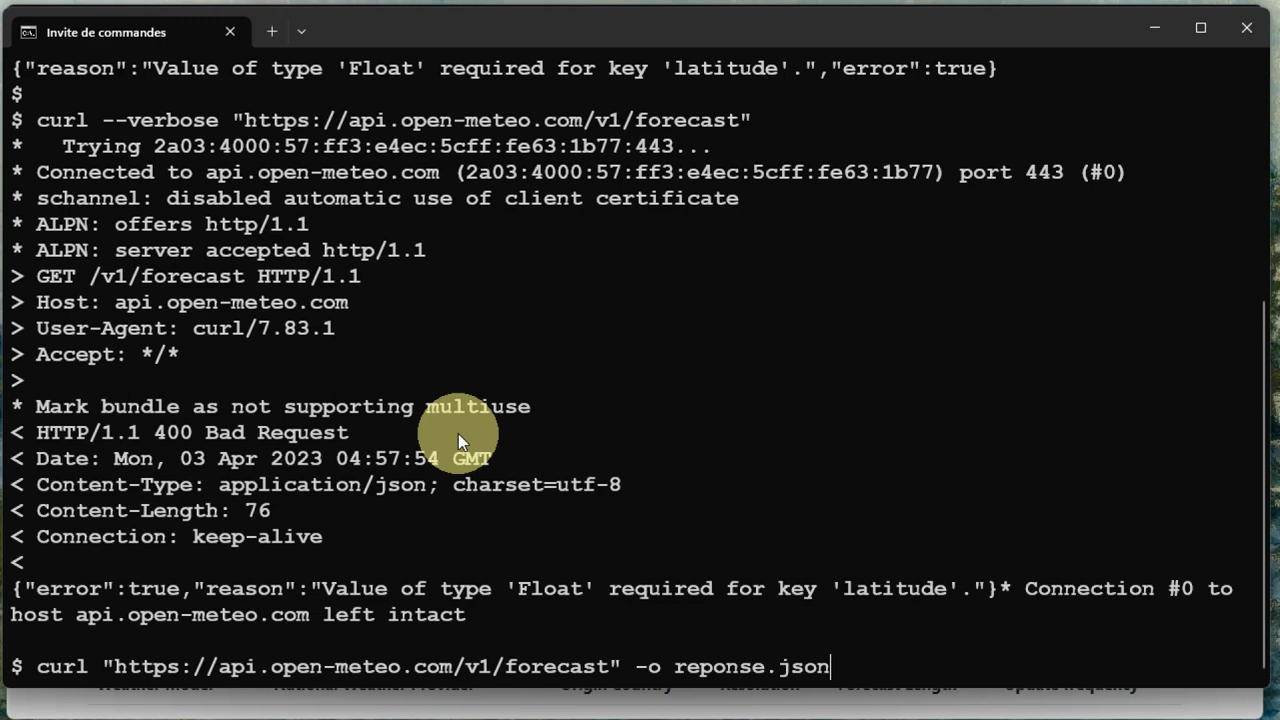 Invite de commandes
{"reason":"Value of type 'Float' required for key 'latitude'.","error":true}
$
$ curl --verbose "https://api.open-meteo.com/v1/forecast"
*   Trying 2a03:4000:57:ff3:e4ec:5cff:fe63:1b77:443...
* Connected to api.open-meteo.com (2a03:4000:57:ff3:e4ec:5cff:fe63:1b77) port 443 (#0)
* schannel: disabled automatic use of client certificate
* ALPN: offers http/1.1
* ALPN: server accepted http/1.1
> GET /v1/forecast HTTP/1.1
> Host: api.open-meteo.com
> User-Agent: curl/7.83.1
> Accept: */*
>
* Mark bundle as not supporting multiuse
< HTTP/1.1 400 Bad Request
< Date: Mon, 03 Apr 2023 04:57:54 GMT
< Content-Type: application/json; charset=utf-8
< Content-Length: 76
< Connection: keep-alive
<
{"error":true,"reason":"Value of type 'Float' required for key 'latitude'."}* Connection #0 to
host api.open-meteo.com left intact
$ curl "https://api.open-meteo.com/v1/forecast" -o reponse.json